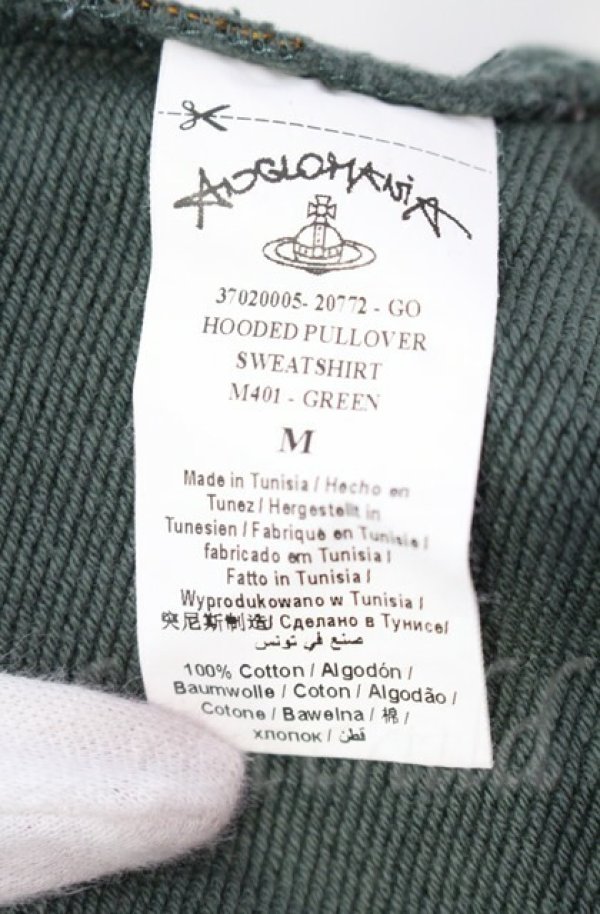 ANGLOMANIA
37020005- 20772 - GO
HOODED PULLOVER
SWEATSHIRT
M401 - GREEN
M
Made in Tunisia / Hecho en
Tunez / Hergestellt in
Tunesien / Fabriqué en Tunisie /
fabricado em Tunisia /
Fatto in Tunisia /
Wyprodukowano w Tunisia /
突尼斯制造/ Сделано в Тунисе/
صنع في تونس
100% Cotton / Algodón /
Baumwolle / Coton / Algodão /
Cotone / Bawełna / 棉 /
хлопок / قطن